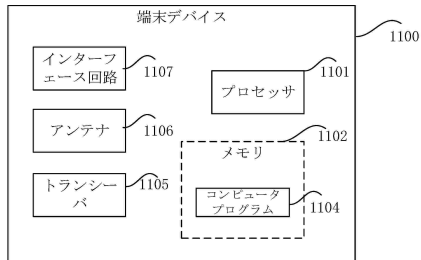 端末デバイス
1100
インターフ
ェース回路
1107
1101
プロセッサ
アンテナ
1106
1102
メモリ
トランシー
バ
1105
コンピュータ
プログラム
1104